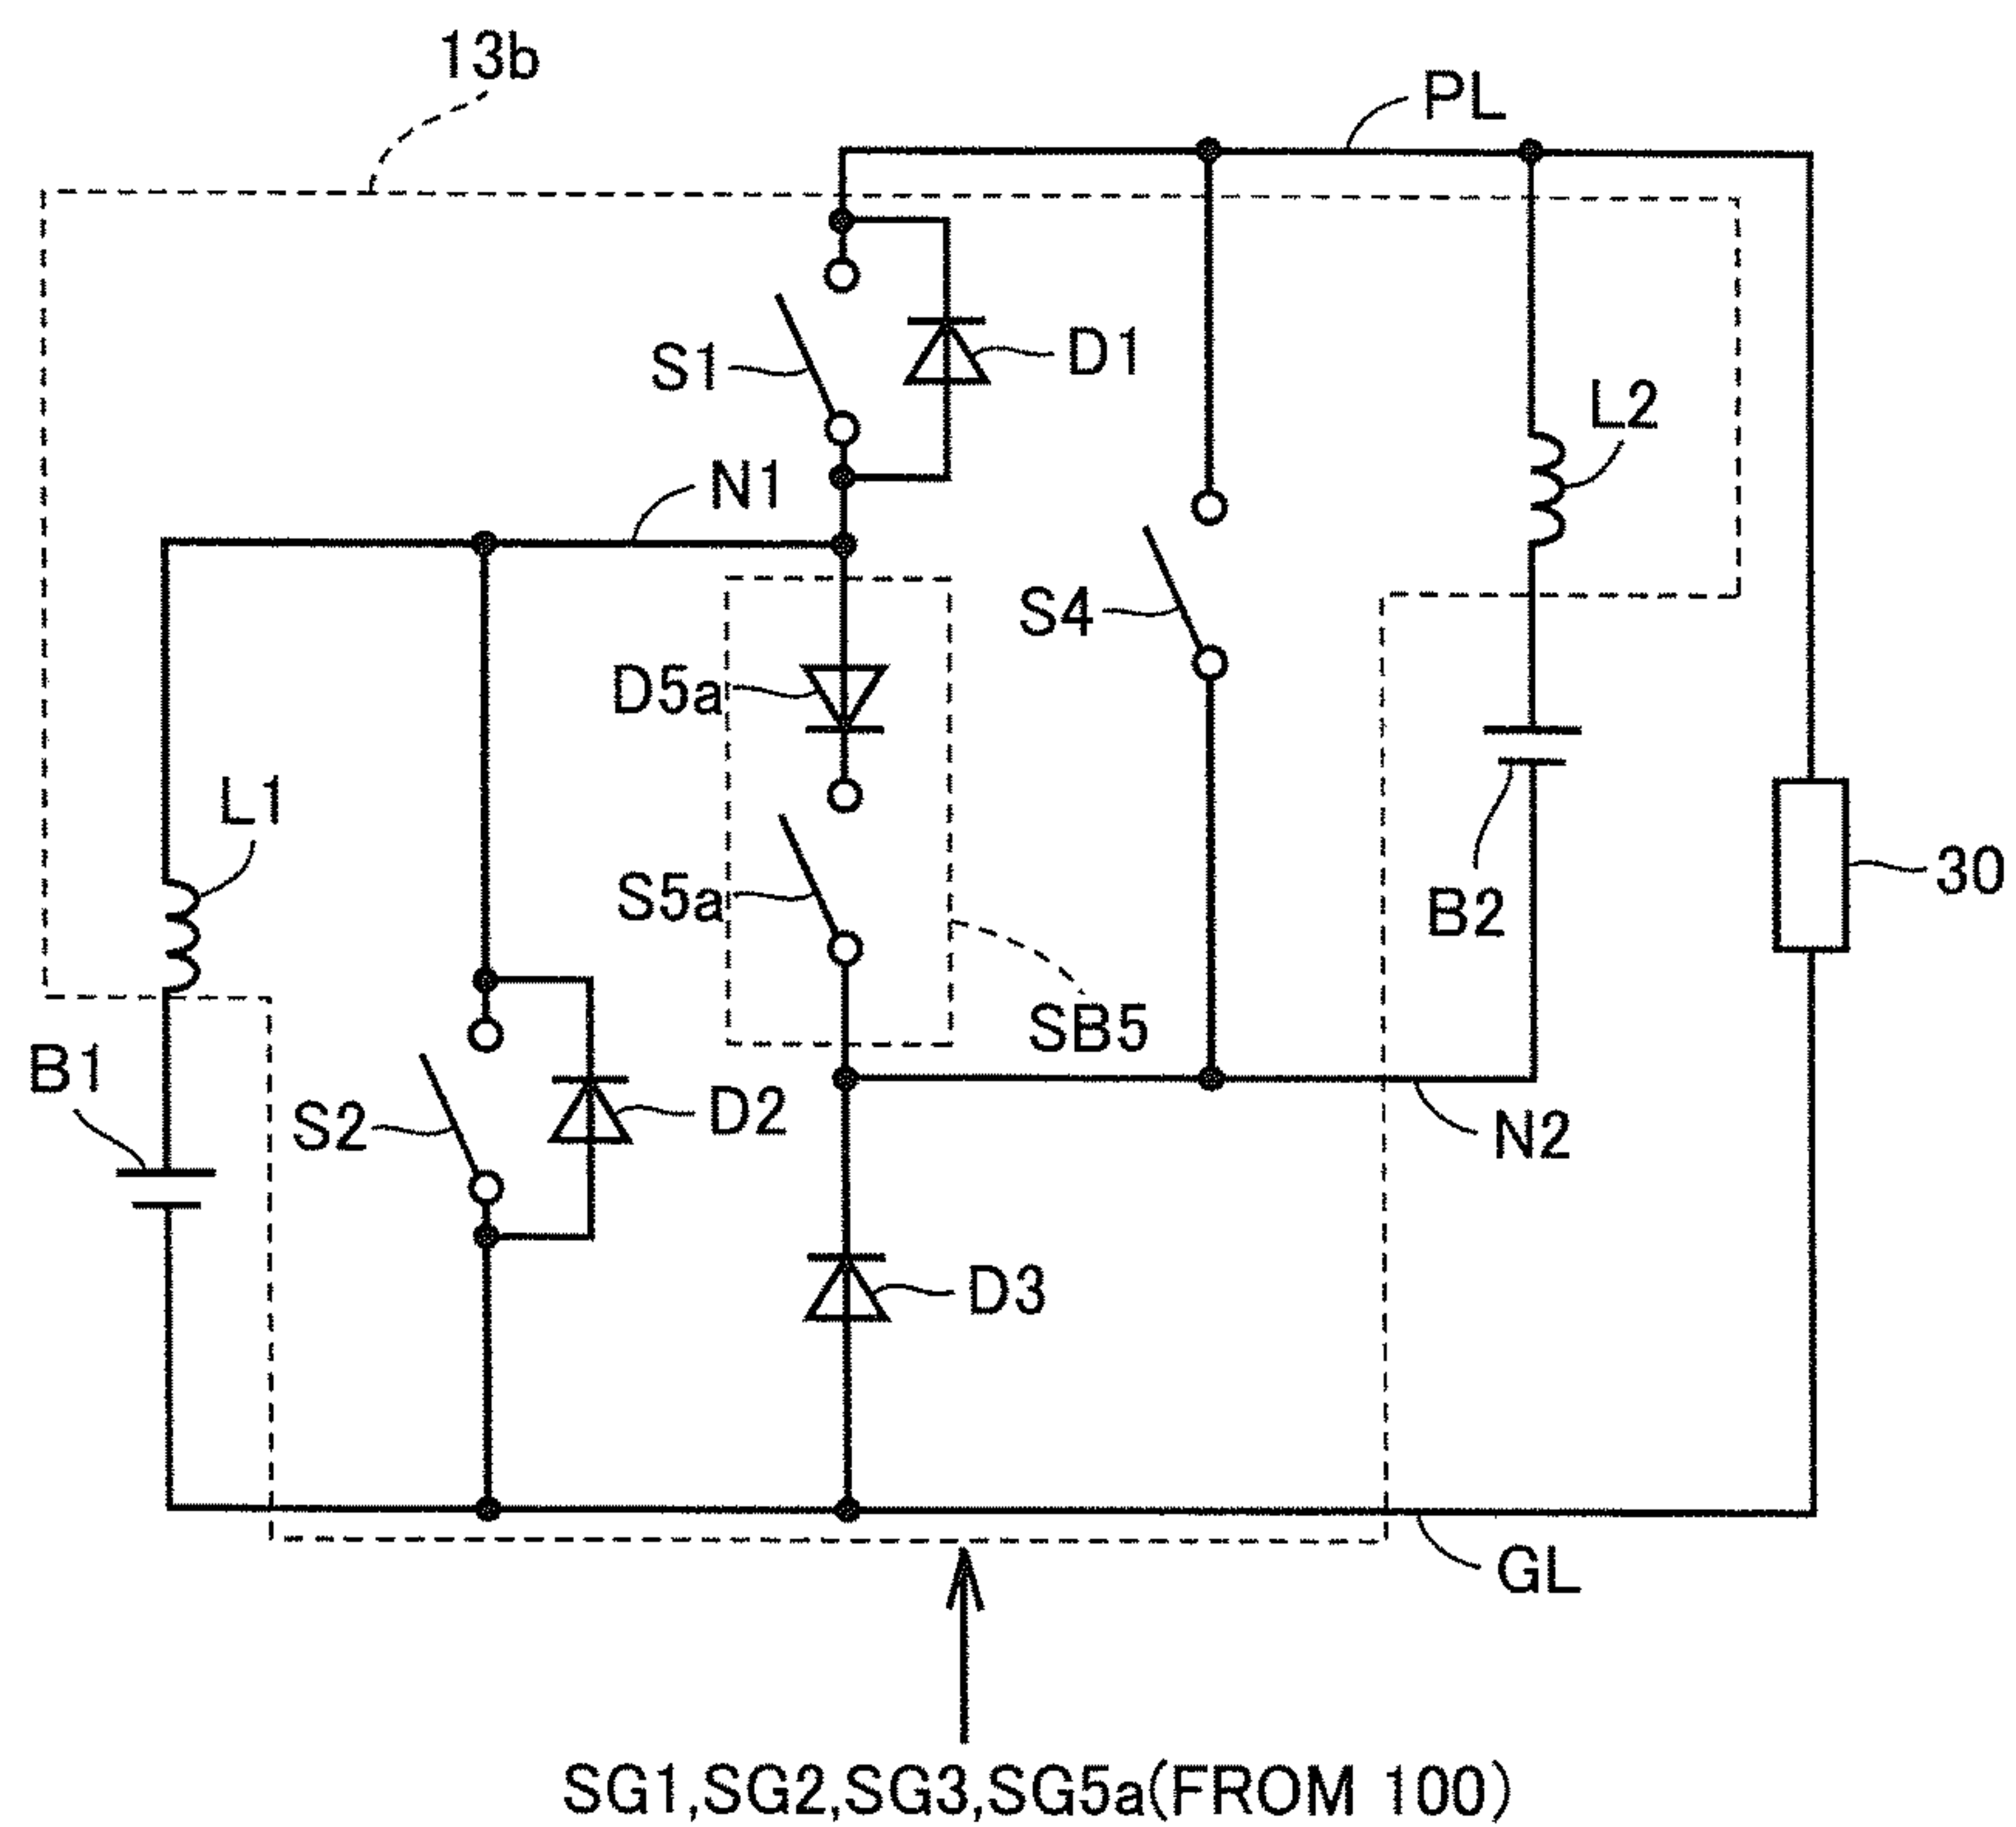 13b
PL
S1
D1
L2
N1
S4
D5a
L1
S5a
30
B2
SB5
B1
S2
D2
N2
D3
GL
SG1,SG2,SG3,SG5a(FROM 100)